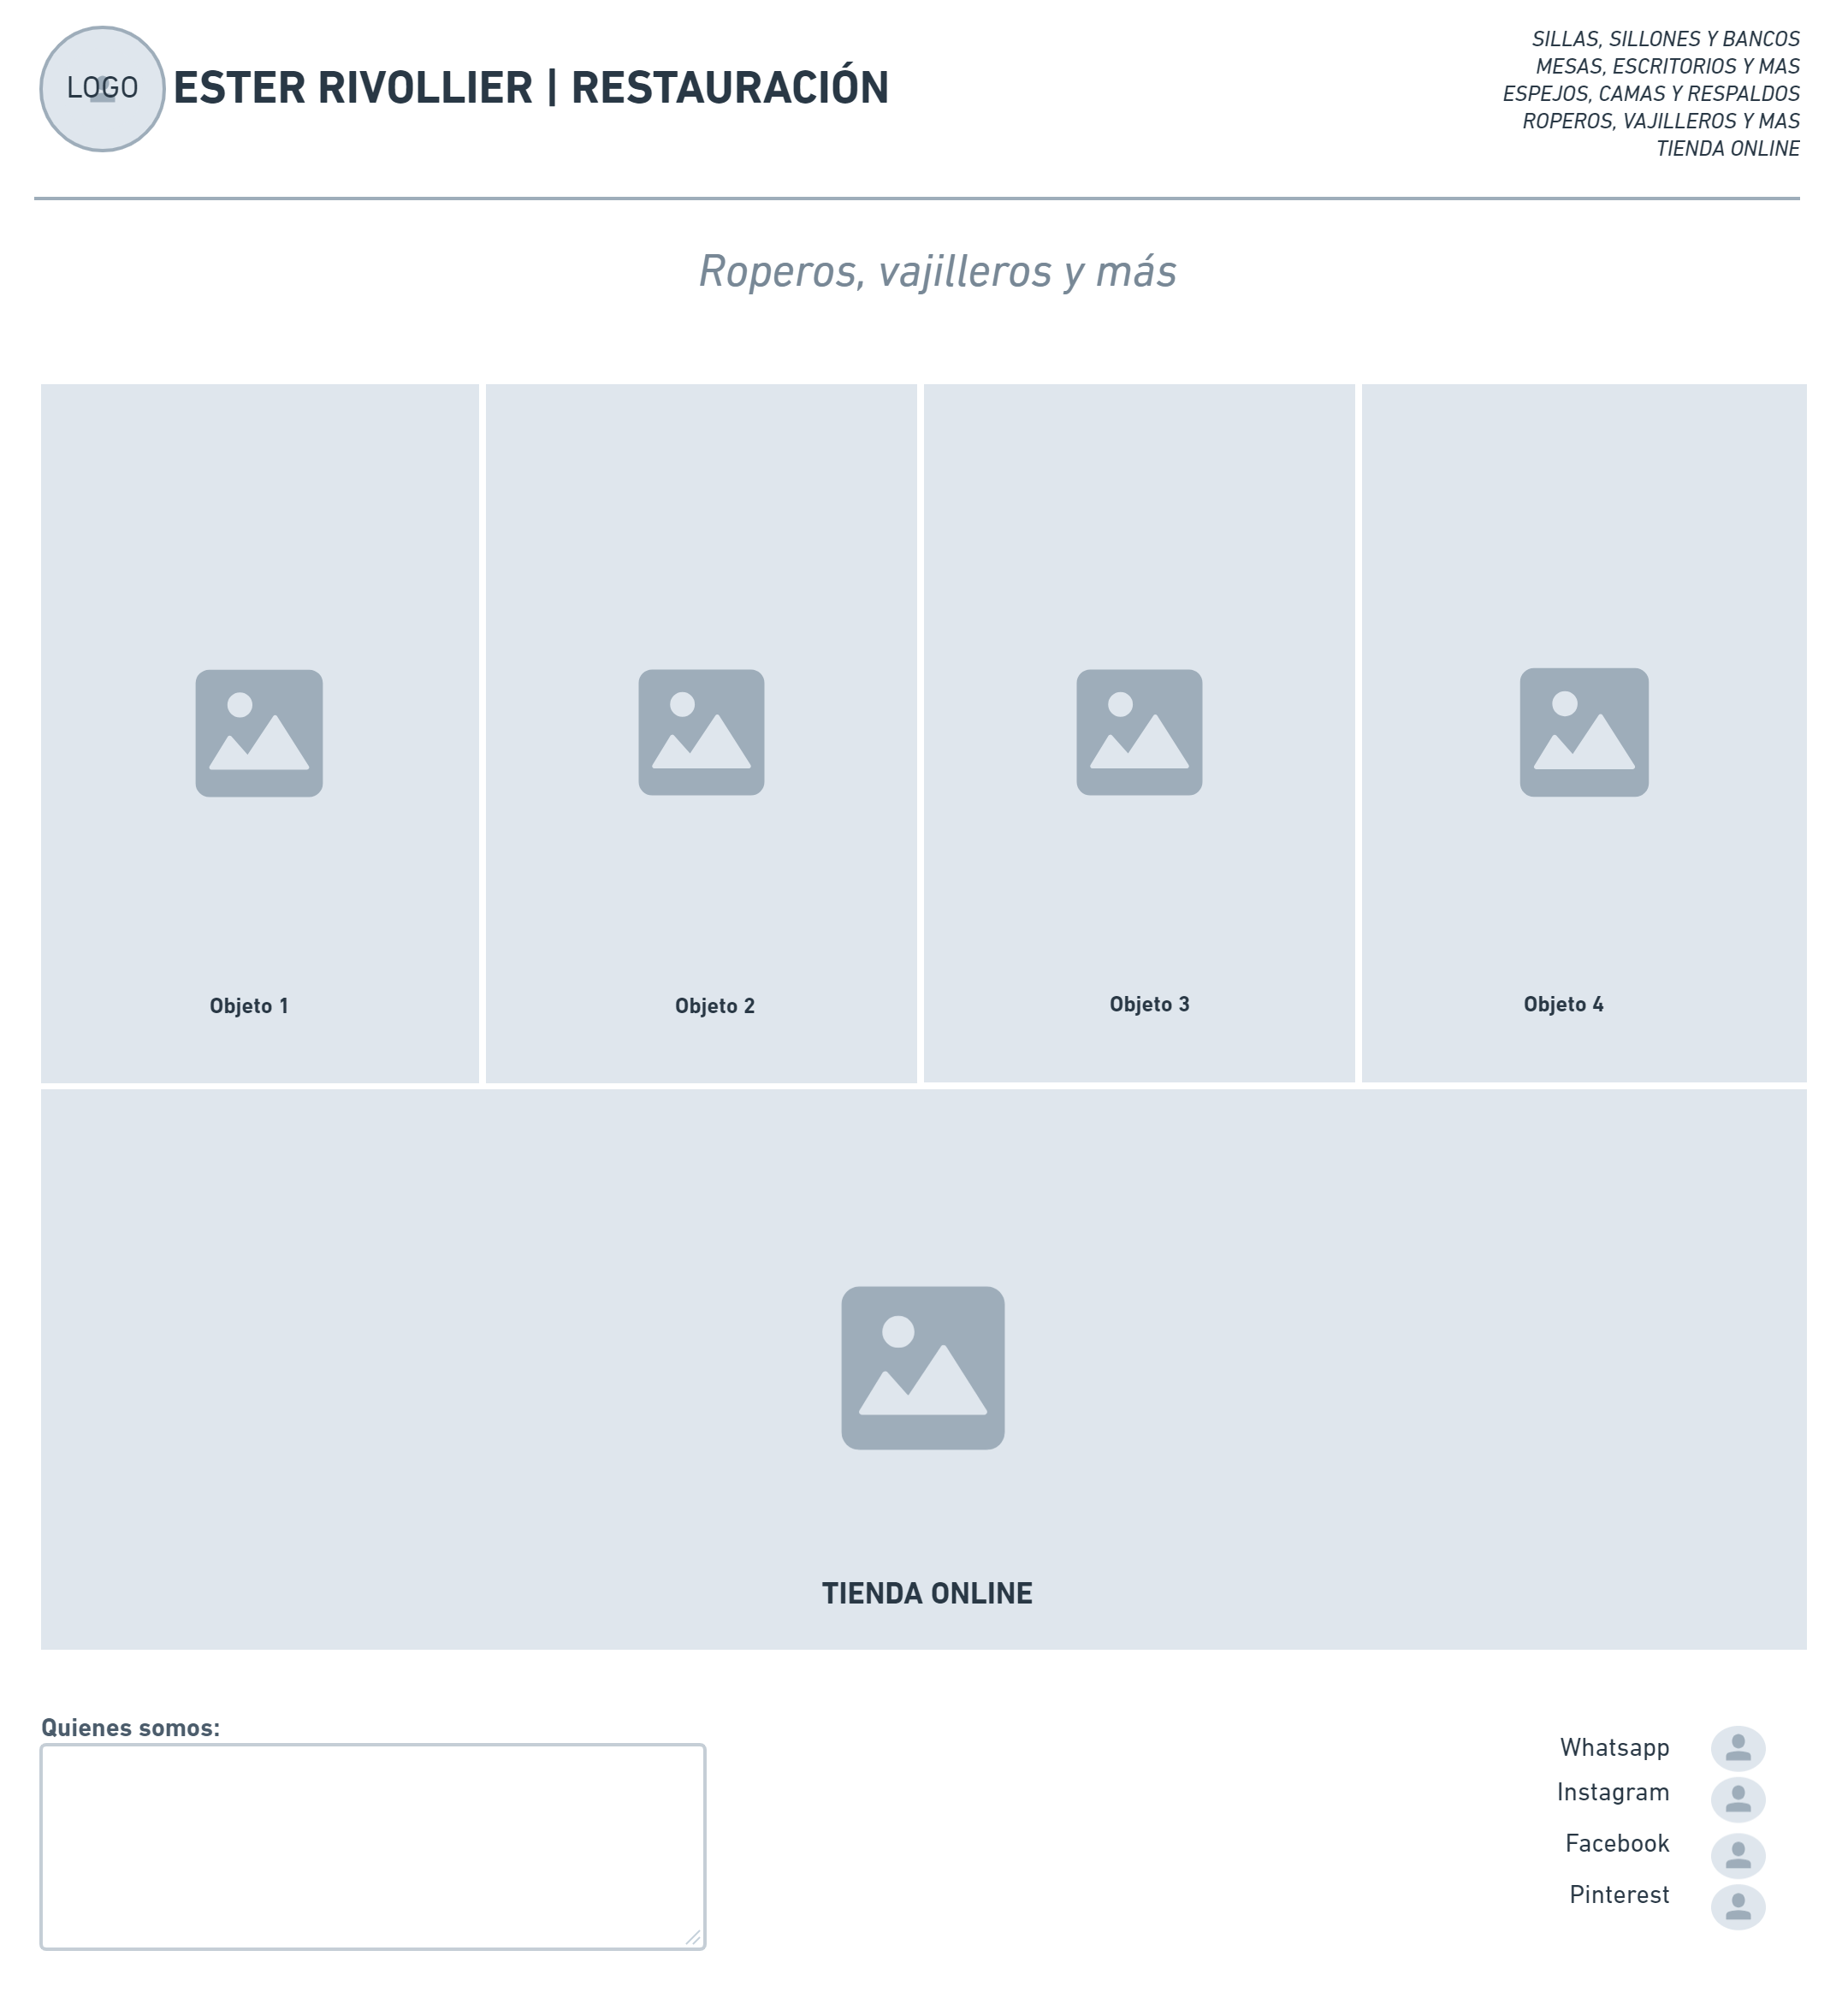 LOGO
ESTER RIVOLLIER | RESTAURACIÓN
SILLAS, SILLONES Y BANCOS
MESAS, ESCRITORIOS Y MAS
ESPEJOS, CAMAS Y RESPALDOS
ROPEROS, VAJILLEROS Y MAS
TIENDA ONLINE
Roperos, vajilleros y más
Objeto 1
Objeto 2
Objeto 3
Objeto 4
TIENDA ONLINE
Quienes somos:
Whatsapp
Instagram
Facebook
Pinterest